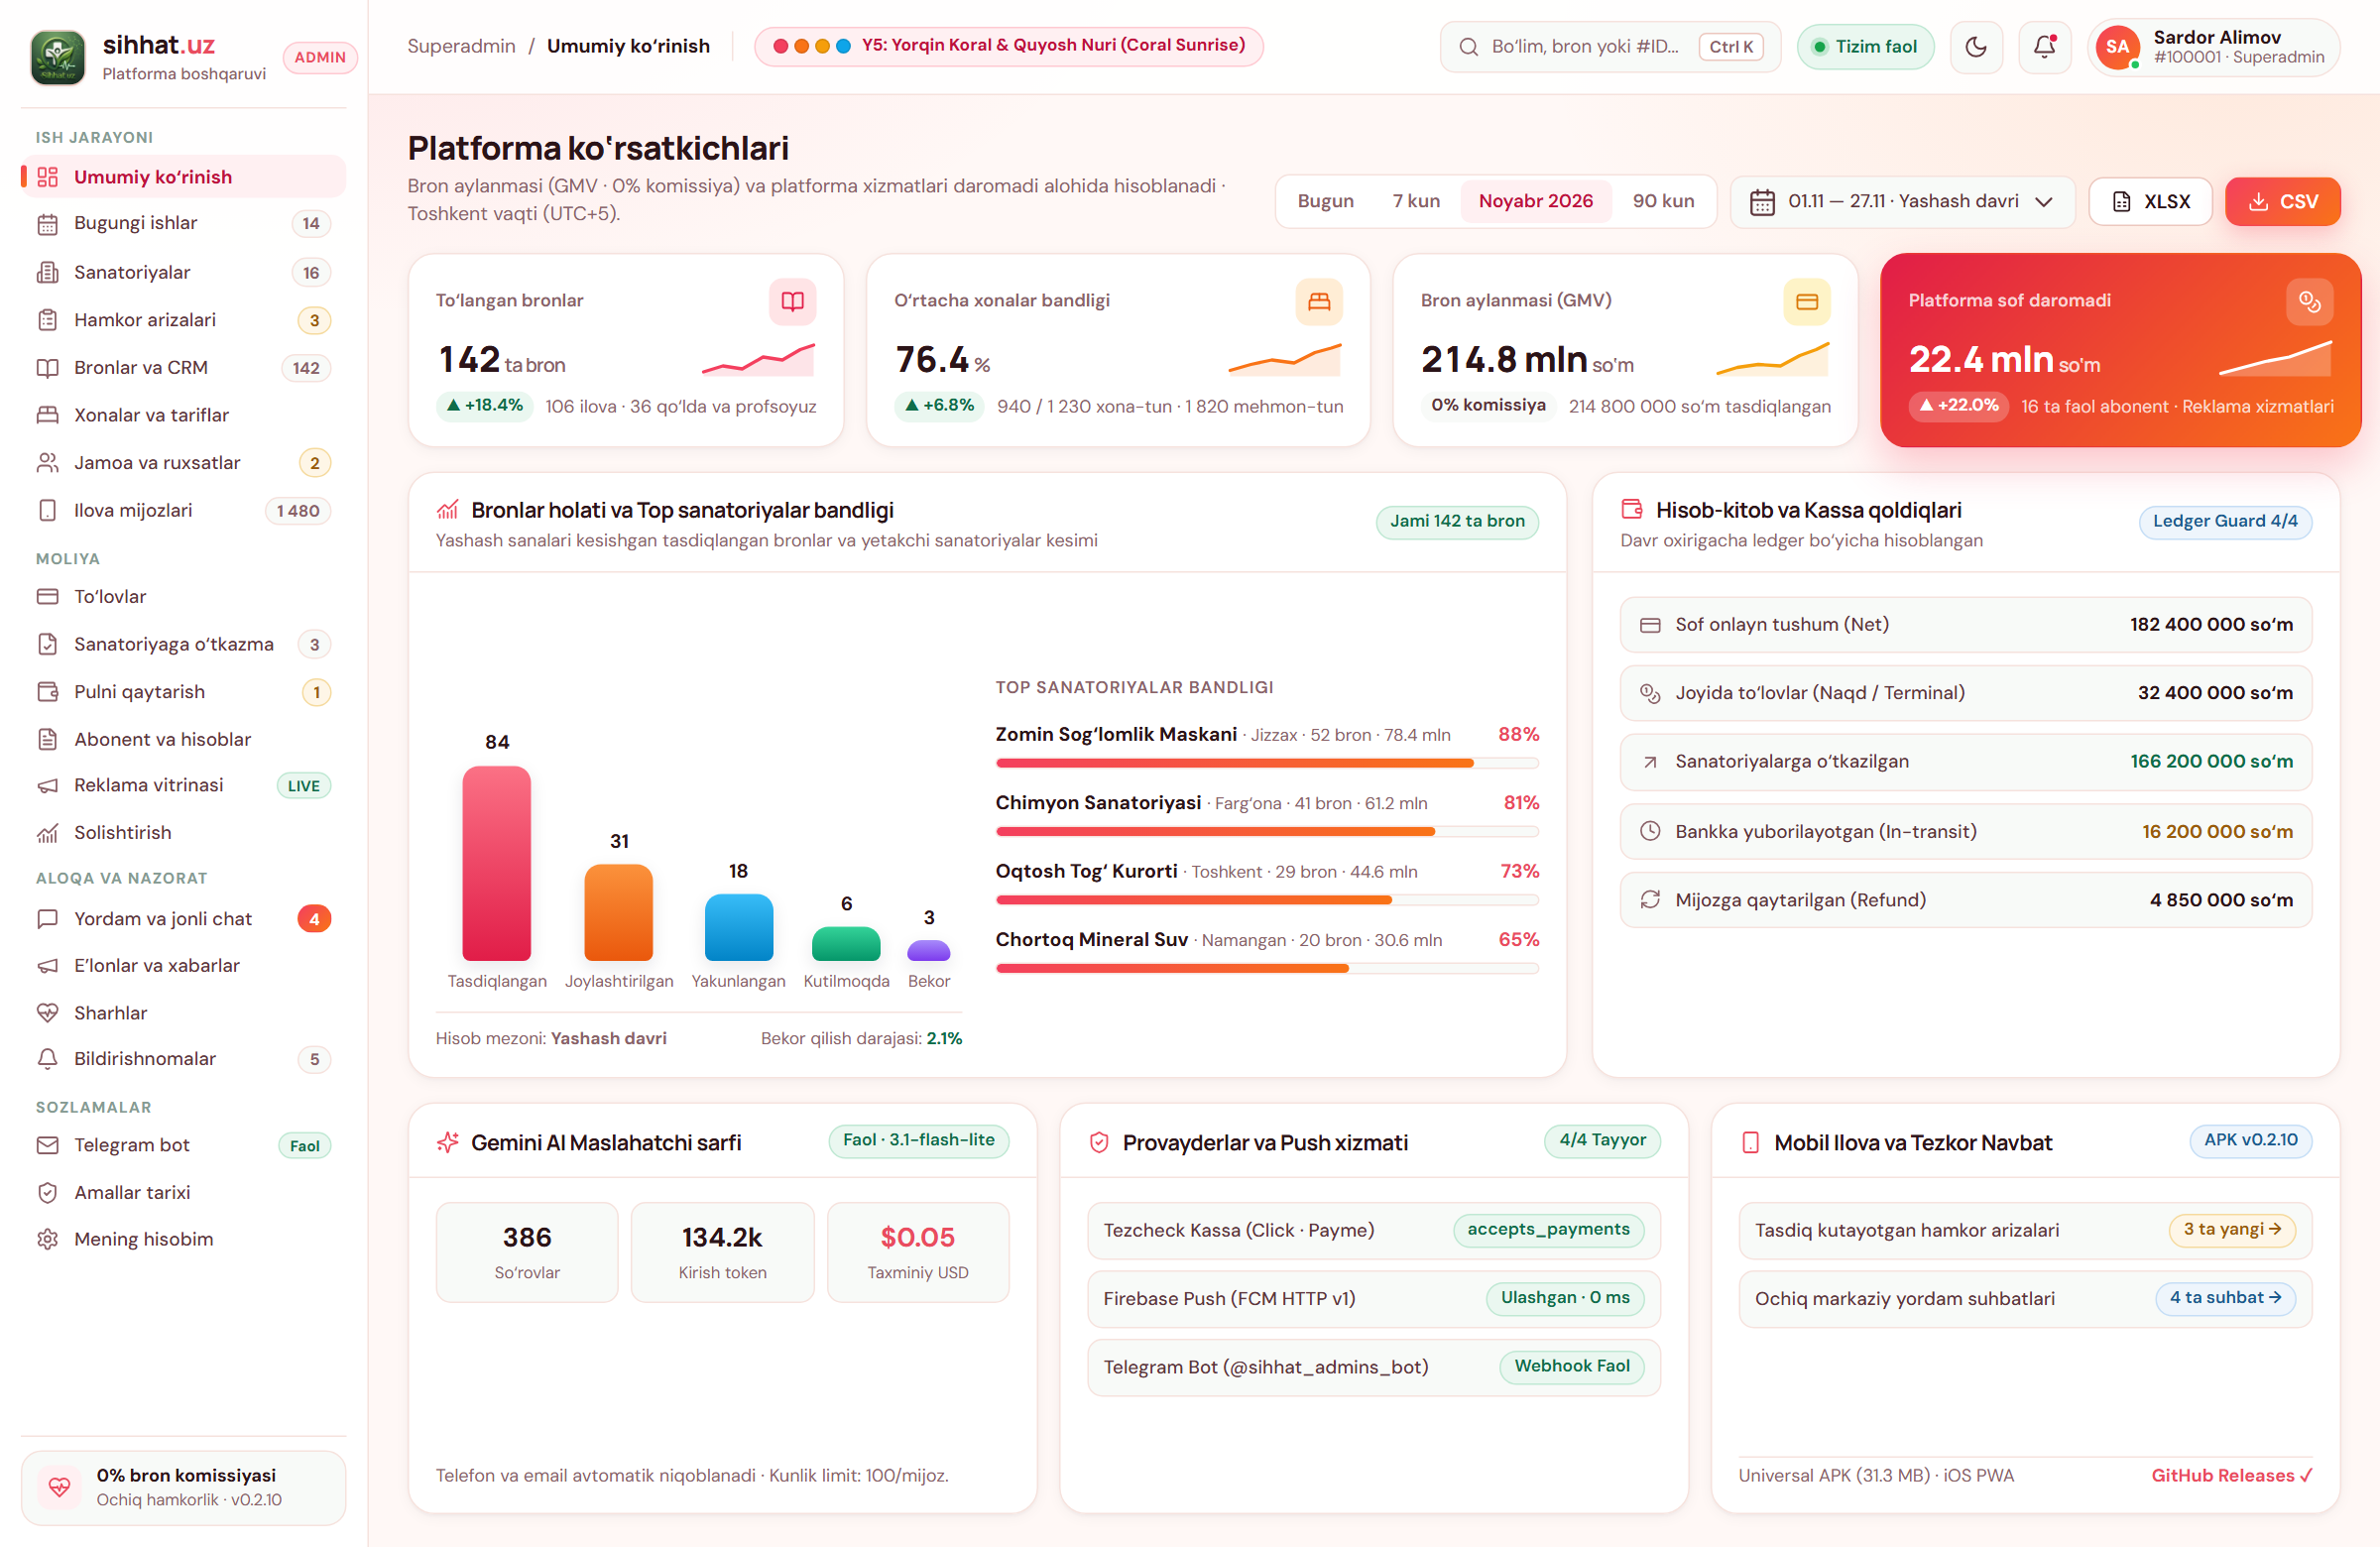 sihhat.uz
Platforma boshqaruvi
ADMIN
Superadmin / Umumiy ko‘rinish
Y5: Yorqin Koral & Quyosh Nuri (Coral Sunrise)
Bo‘lim, bron yoki #ID...
Ctrl K
Tizim faol
SA
Sardor Alimov
#100001 · Superadmin
ISH JARAYONI
Umumiy ko‘rinish
Bugungi ishlar 14
Sanatoriyalar 16
Hamkor arizalari 3
Bronlar va CRM 142
Xonalar va tariflar
Jamoa va ruxsatlar 2
Ilova mijozlari 1 480
MOLIYA
To‘lovlar
Sanatoriyaga o‘tkazma 3
Pulni qaytarish 1
Abonent va hisoblar
Reklama vitrinasi LIVE
Solishtirish
ALOQA VA NAZORAT
Yordam va jonli chat 4
E’lonlar va xabarlar
Sharhlar
Bildirishnomalar 5
SOZLAMALAR
Telegram bot Faol
Amallar tarixi
Mening hisobim
0% bron komissiyasi
Ochiq hamkorlik · v0.2.10
Platforma ko‘rsatkichlari
Bron aylanmasi (GMV · 0% komissiya) va platforma xizmatlari daromadi alohida hisoblanadi ·
Toshkent vaqti (UTC+5).
Bugun 7 kun Noyabr 2026 90 kun
01.11 — 27.11 · Yashash davri
XLSX
CSV
To‘langan bronlar
142 ta bron
▲ +18.4% 106 ilova · 36 qo‘lda va profsoyuz
O‘rtacha xonalar bandligi
76.4 %
▲ +6.8% 940 / 1 230 xona-tun · 1 820 mehmon-tun
Bron aylanmasi (GMV)
214.8 mln so‘m
0% komissiya 214 800 000 so‘m tasdiqlangan
Platforma sof daromadi
22.4 mln so‘m
▲ +22.0% 16 ta faol abonent · Reklama xizmatlari
Bronlar holati va Top sanatoriyalar bandligi
Yashash sanalari kesishgan tasdiqlangan bronlar va yetakchi sanatoriyalar kesimi
Jami 142 ta bron
84 31 18 6 3
Tasdiqlangan Joylashtirilgan Yakunlangan Kutilmoqda Bekor
Hisob mezoni: Yashash davri Bekor qilish darajasi: 2.1%
TOP SANATORIYALAR BANDLIGI
Zomin Sog‘lomlik Maskani · Jizzax · 52 bron · 78.4 mln 88%
Chimyon Sanatoriyasi · Farg‘ona · 41 bron · 61.2 mln 81%
Oqtosh Tog‘ Kurorti · Toshkent · 29 bron · 44.6 mln 73%
Chortoq Mineral Suv · Namangan · 20 bron · 30.6 mln 65%
Hisob-kitob va Kassa qoldiqlari
Davr oxirigacha ledger bo‘yicha hisoblangan
Ledger Guard 4/4
Sof onlayn tushum (Net) 182 400 000 so‘m
Joyida to‘lovlar (Naqd / Terminal) 32 400 000 so‘m
Sanatoriyalarga o‘tkazilgan 166 200 000 so‘m
Bankka yuborilayotgan (In-transit) 16 200 000 so‘m
Mijozga qaytarilgan (Refund) 4 850 000 so‘m
Gemini AI Maslahatchi sarfi
Faol · 3.1-flash-lite
386 134.2k $0.05
So‘rovlar Kirish token Taxminiy USD
Telefon va email avtomatik niqoblanadi · Kunlik limit: 100/mijoz.
Provayderlar va Push xizmati
4/4 Tayyor
Tezcheck Kassa (Click · Payme) accepts_payments
Firebase Push (FCM HTTP v1) Ulashgan · 0 ms
Telegram Bot (@sihhat_admins_bot) Webhook Faol
Mobil Ilova va Tezkor Navbat
APK v0.2.10
Tasdiq kutayotgan hamkor arizalari 3 ta yangi →
Ochiq markaziy yordam suhbatlari 4 ta suhbat →
Universal APK (31.3 MB) · iOS PWA GitHub Releases ✓